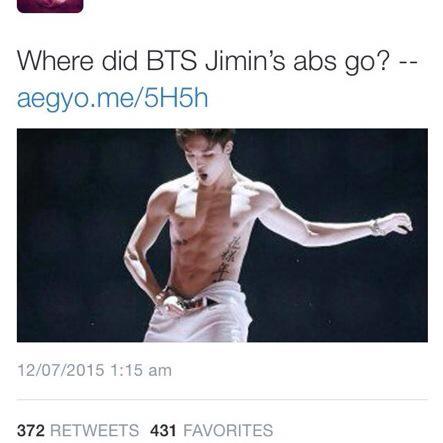 Where did BTS Jimin's abs go? --
aegyo.me/5H5h
12/07/2015 1:15 am
372 RETWEETS 431 FAVORITES